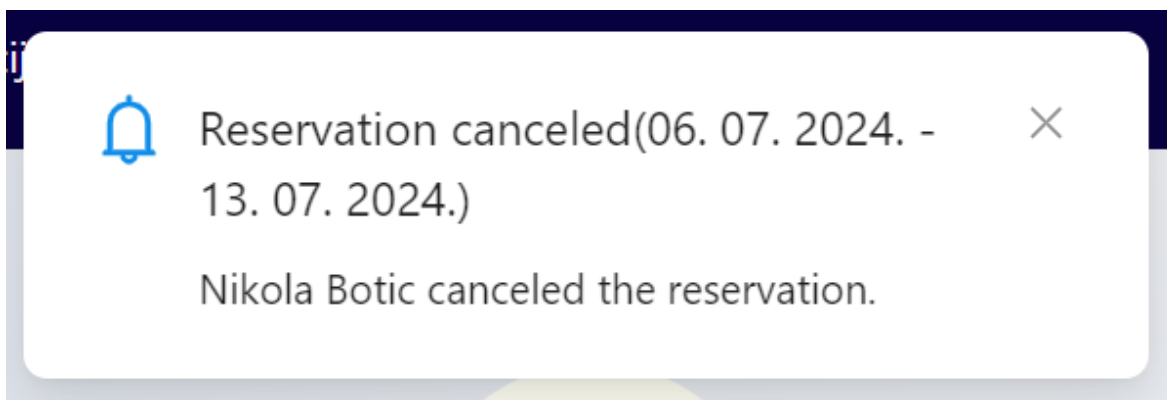 Reservation canceled(06. 07. 2024. -
13. 07. 2024.)
Nikola Botic canceled the reservation.